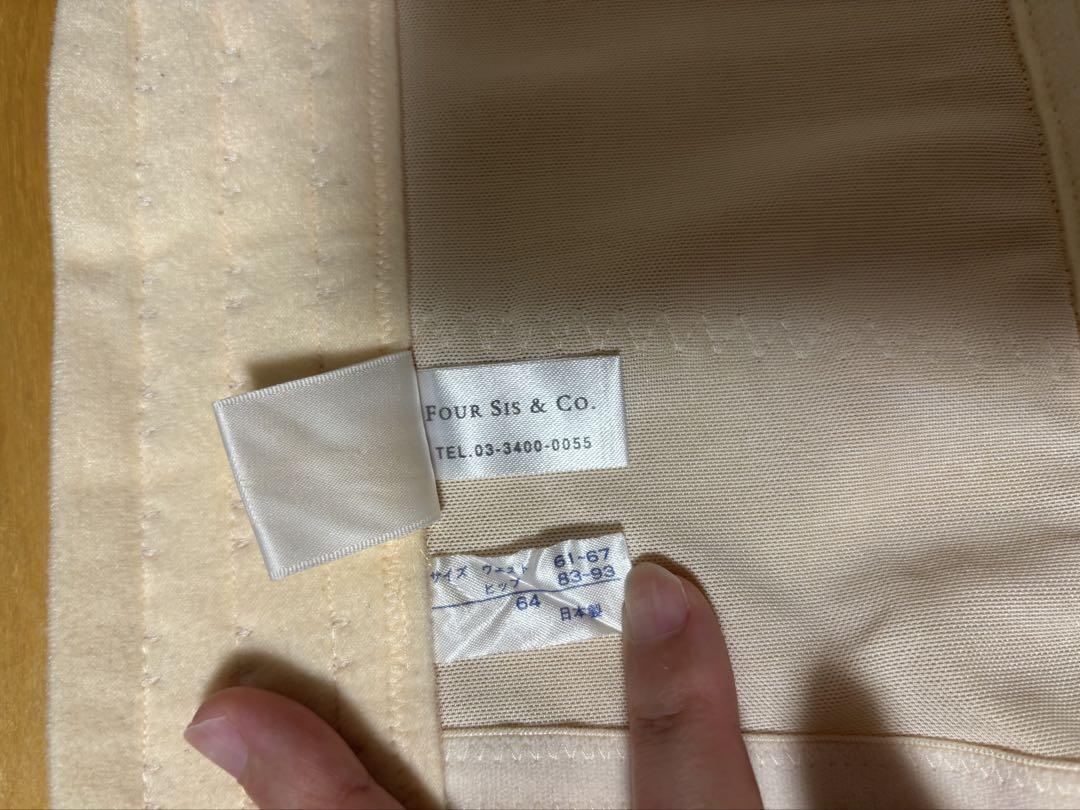 FOUR SIS & CO.
TEL.03-3400-0055
サイズ ウエスト 61~67
ヒップ 83-93
64
日本製